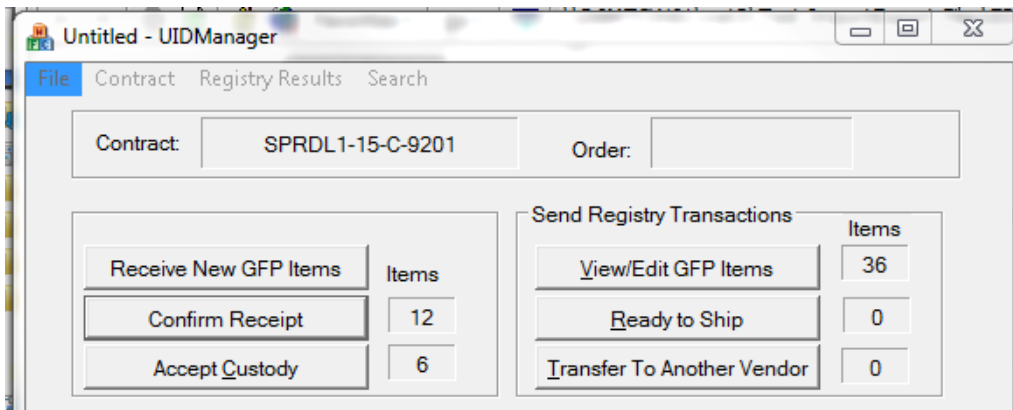 Untitled - UIDManager
File Contract Registry Results Search
Contract: SPRDL1-15-C-9201 Order:
Send Registry Transactions
Items
Receive New GFP Items Items View/Edit GFP Items 36
Confirm Receipt 12 Ready to Ship 0
Accept Custody 6 Transfer To Another Vendor 0